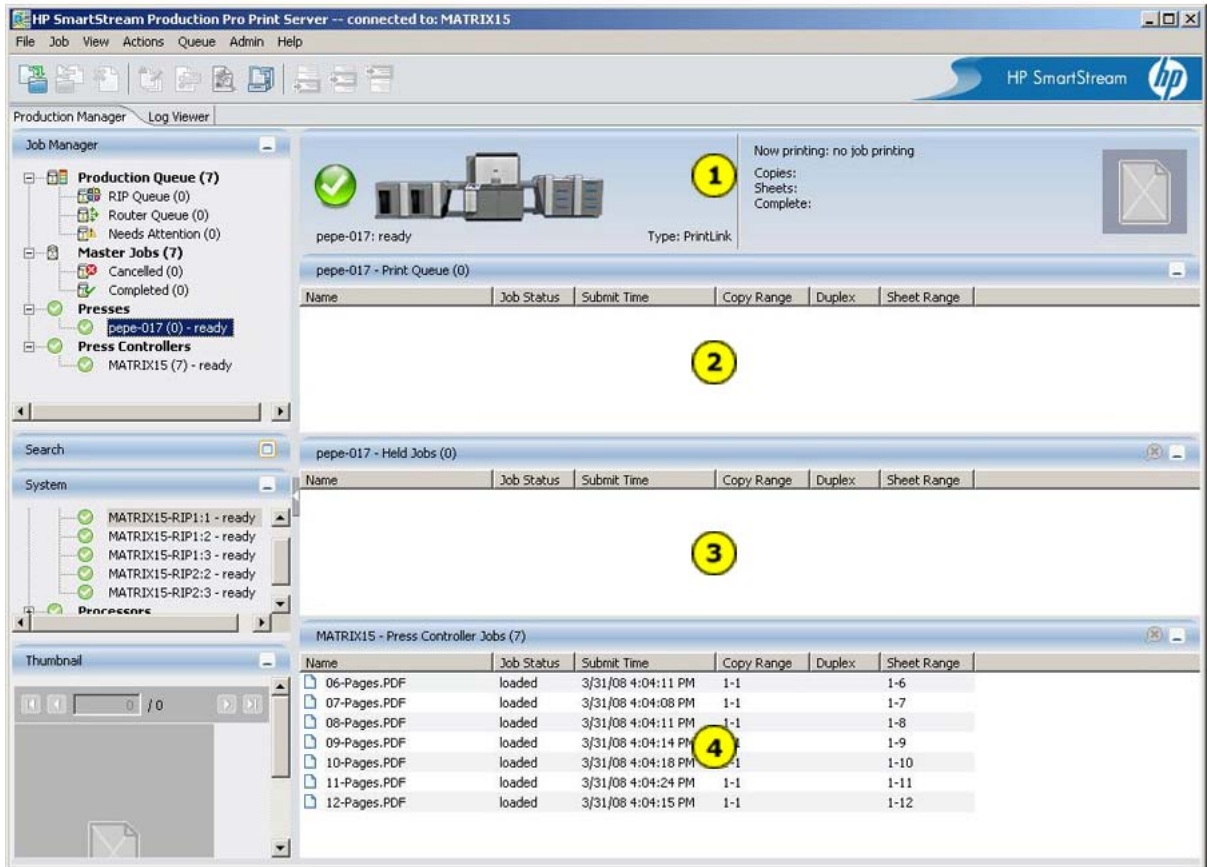 HP SmartStream Production Pro Print Server -- connected to: MATRIX15
File Job View Actions Queue Admin Help
HP SmartStream hp
Production Manager Log Viewer
Job Manager
Production Queue (7)
RIP Queue (0)
Router Queue (0)
Needs Attention (0)
Master Jobs (7)
Cancelled (0)
Completed (0)
Presses
pepe-017 (0) - ready
Press Controllers
MATRIX15 (7) - ready
Search
System
MATRIX15-RIP1:1 - ready
MATRIX15-RIP1:2 - ready
MATRIX15-RIP1:3 - ready
MATRIX15-RIP2:2 - ready
MATRIX15-RIP2:3 - ready
Processors
Thumbnail
0 / 0
1
pepe-017: ready
Type: PrintLink
Now printing: no job printing
Copies:
Sheets:
Complete:
pepe-017 - Print Queue (0)
Name Job Status Submit Time Copy Range Duplex Sheet Range
2
pepe-017 - Held Jobs (0)
Name Job Status Submit Time Copy Range Duplex Sheet Range
3
MATRIX15 - Press Controller Jobs (7)
Name Job Status Submit Time Copy Range Duplex Sheet Range
06-Pages.PDF loaded 3/31/08 4:04:11 PM 1-1 1-6
07-Pages.PDF loaded 3/31/08 4:04:08 PM 1-1 1-7
08-Pages.PDF loaded 3/31/08 4:04:11 PM 1-1 1-8
09-Pages.PDF loaded 3/31/08 4:04:14 PM 1-9
4
10-Pages.PDF loaded 3/31/08 4:04:18 PM 1-10
11-Pages.PDF loaded 3/31/08 4:04:24 PM 1-1 1-11
12-Pages.PDF loaded 3/31/08 4:04:15 PM 1-1 1-12